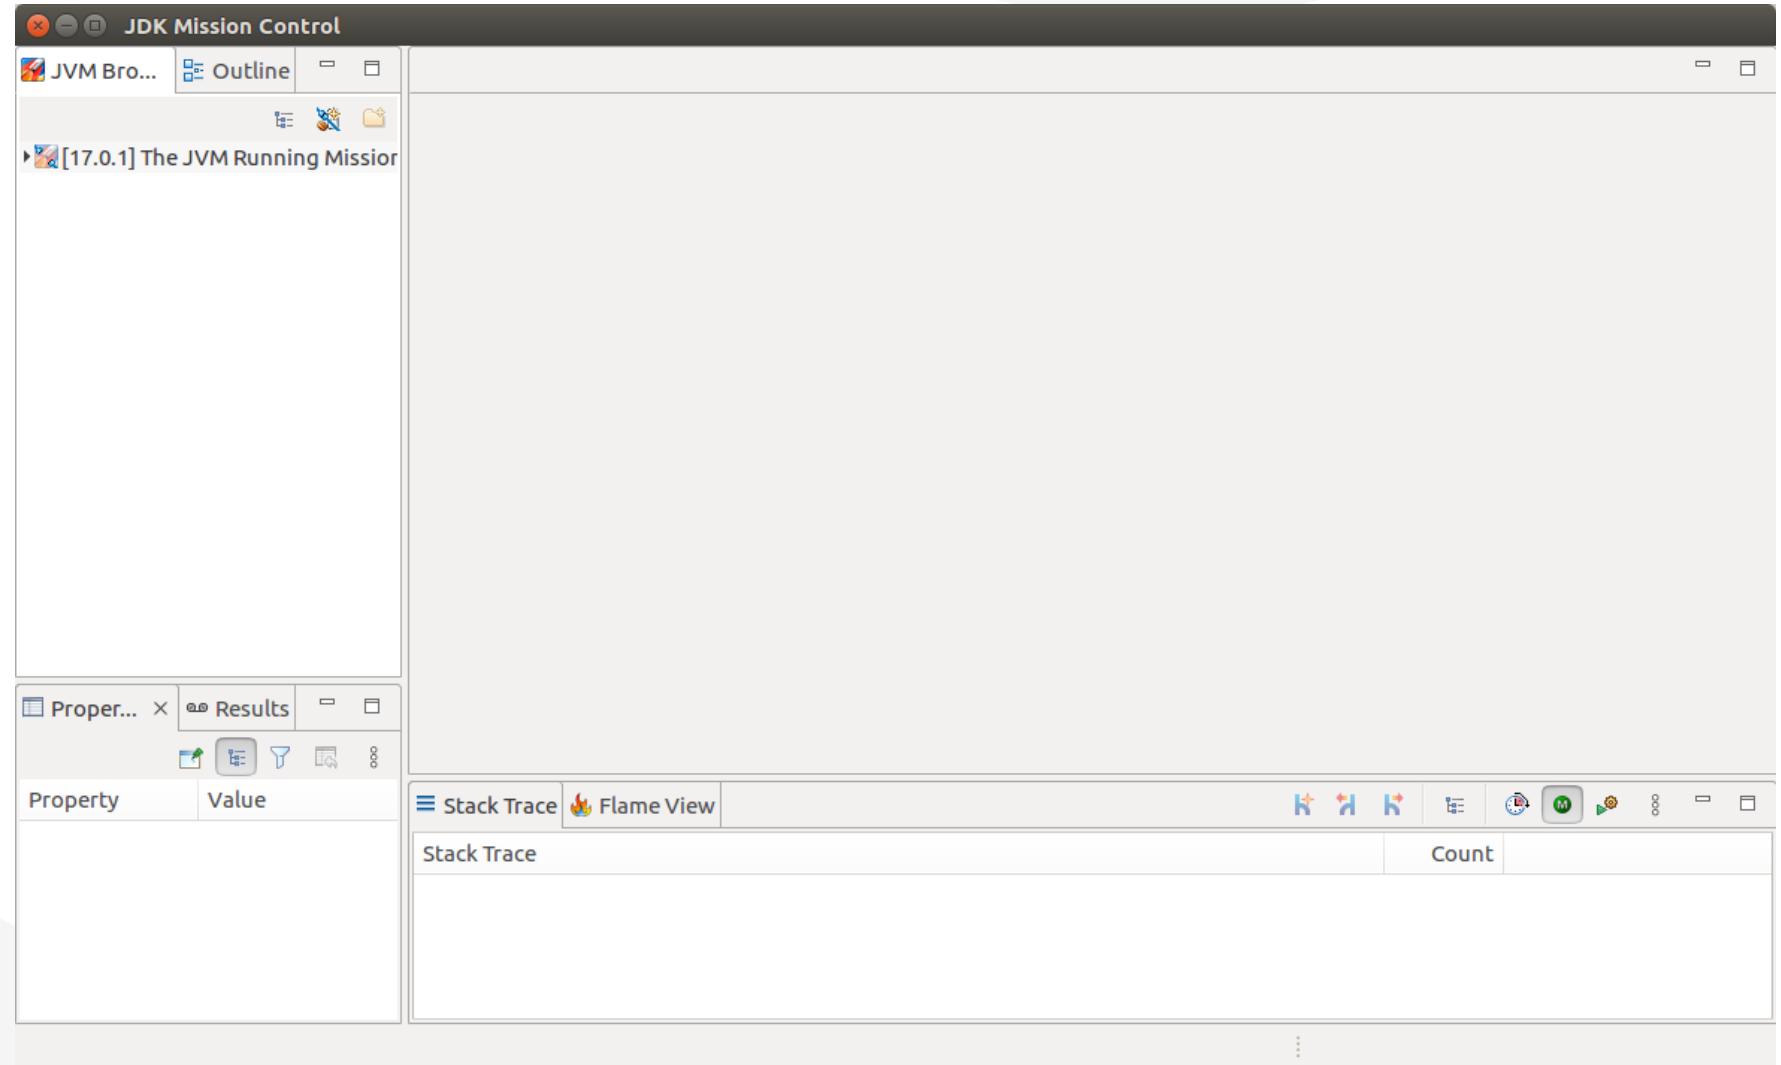 JDK Mission Control
JVM Bro...
Outline
[17.0.1] The JVM Running Mission
Proper...
Results
Property
Value
Stack Trace
Flame View
Stack Trace
Count